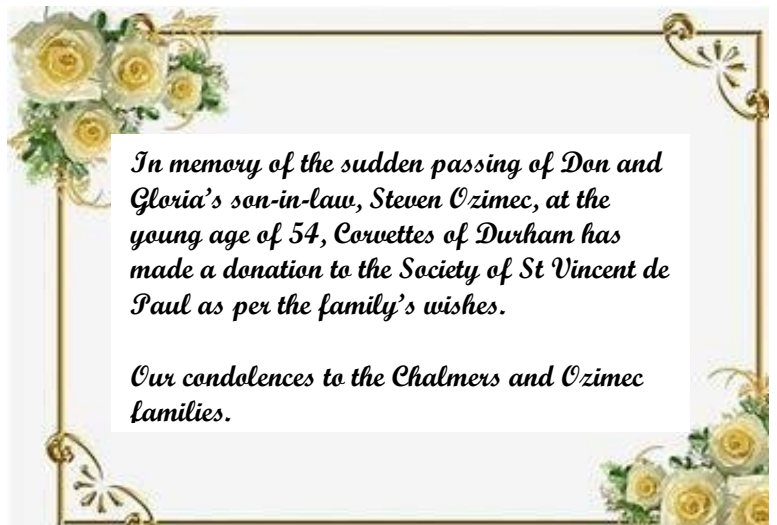 In memory of the sudden passing of Don and
Gloria's son-in-law, Steven Ozimec, at the
young age of 54, Corvettes of Durham has
made a donation to the Society of St Vincent de
Paul as per the family's wishes.
Our condolences to the Chalmers and Ozimec
families.